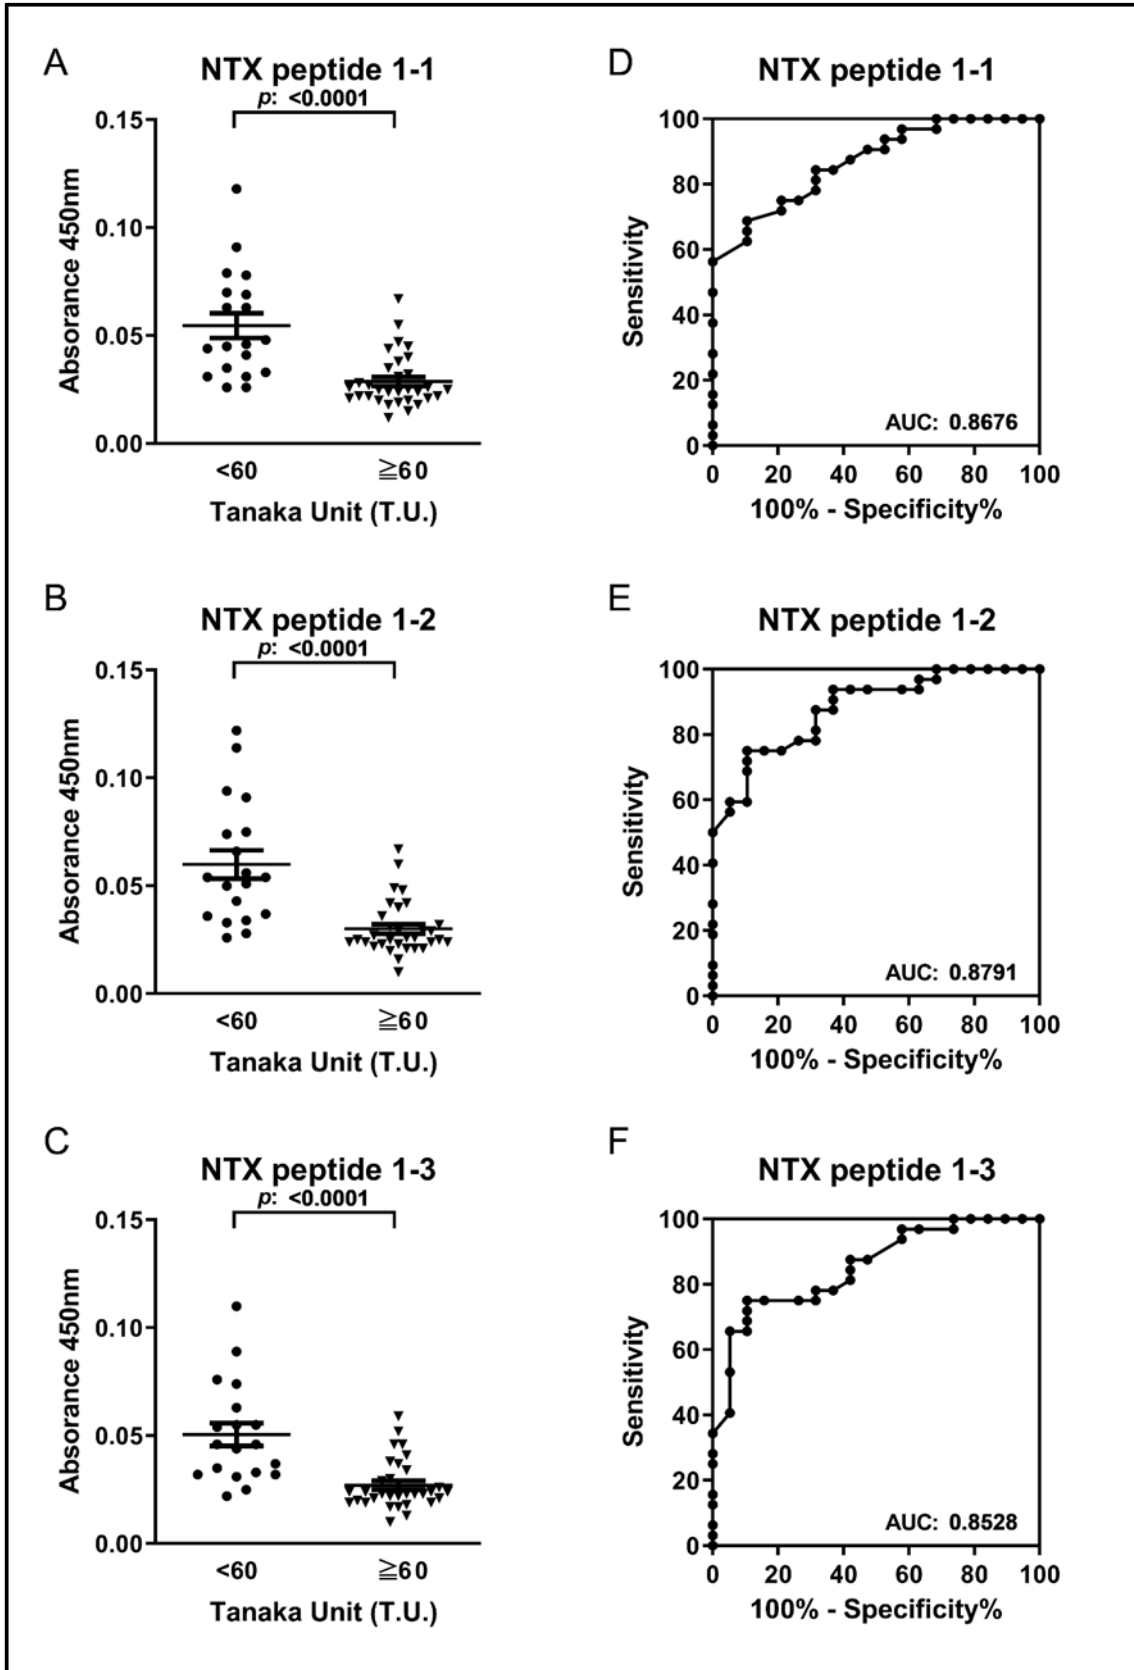 A
NTX peptide 1-1
p: <0.0001
0.15
0.10
0.05
0.00
Absorance 450nm
<60
≧60
Tanaka Unit (T.U.)
D
NTX peptide 1-1
100
80
60
40
20
0
Sensitivity
AUC: 0.8676
0 20 40 60 80 100
100% - Specificity%
B
NTX peptide 1-2
p: <0.0001
0.15
0.10
0.05
0.00
Absorance 450nm
<60
≧60
Tanaka Unit (T.U.)
E
NTX peptide 1-2
100
80
60
40
20
0
Sensitivity
AUC: 0.8791
0 20 40 60 80 100
100% - Specificity%
C
NTX peptide 1-3
p: <0.0001
0.15
0.10
0.05
0.00
Absorance 450nm
<60
≧60
Tanaka Unit (T.U.)
F
NTX peptide 1-3
100
80
60
40
20
0
Sensitivity
AUC: 0.8528
0 20 40 60 80 100
100% - Specificity%